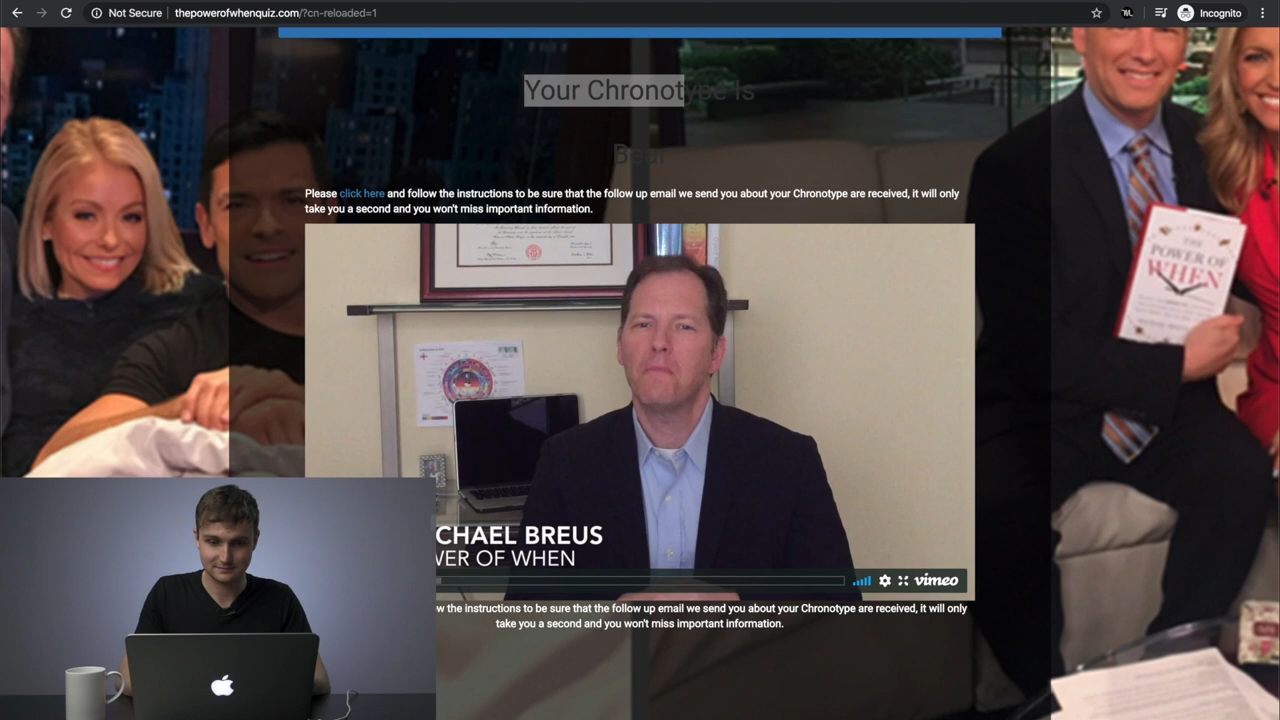 Not Secure
thepowerofwhenquiz.com/?cn-reloaded=1
Incognito
Your Chronotype Is
Bear
Please click here and follow the instructions to be sure that the follow up email we send you about your Chronotype are received, it will only
take you a second and you won't miss important information.
THE
POWER OF
WHEN
CHAEL BREUS
WER OF WHEN
vimeo
w the instructions to be sure that the follow up email we send you about your Chronotype are received, it will only
take you a second and you won't miss important information.